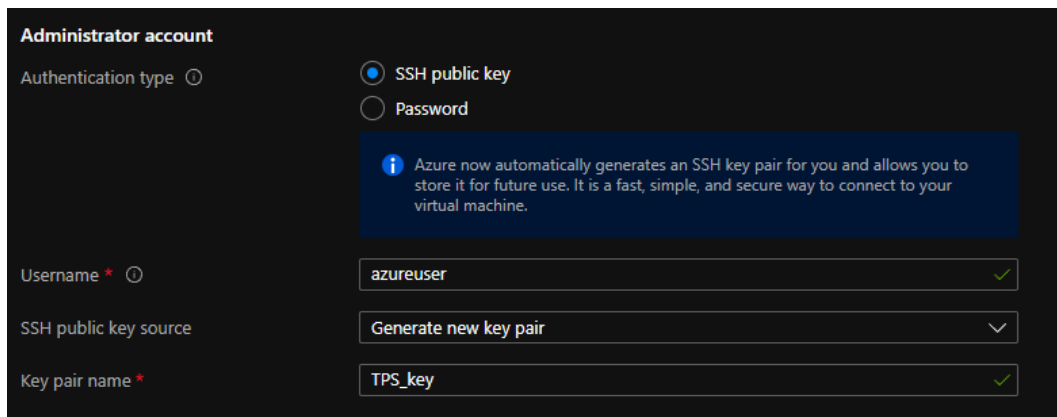 Administrator account
Authentication type
SSH public key
Password
Azure now automatically generates an SSH key pair for you and allows you to
store it for future use. It is a fast, simple, and secure way to connect to your
virtual machine.
Username *
azureuser
SSH public key source
Generate new key pair
Key pair name *
TPS_key